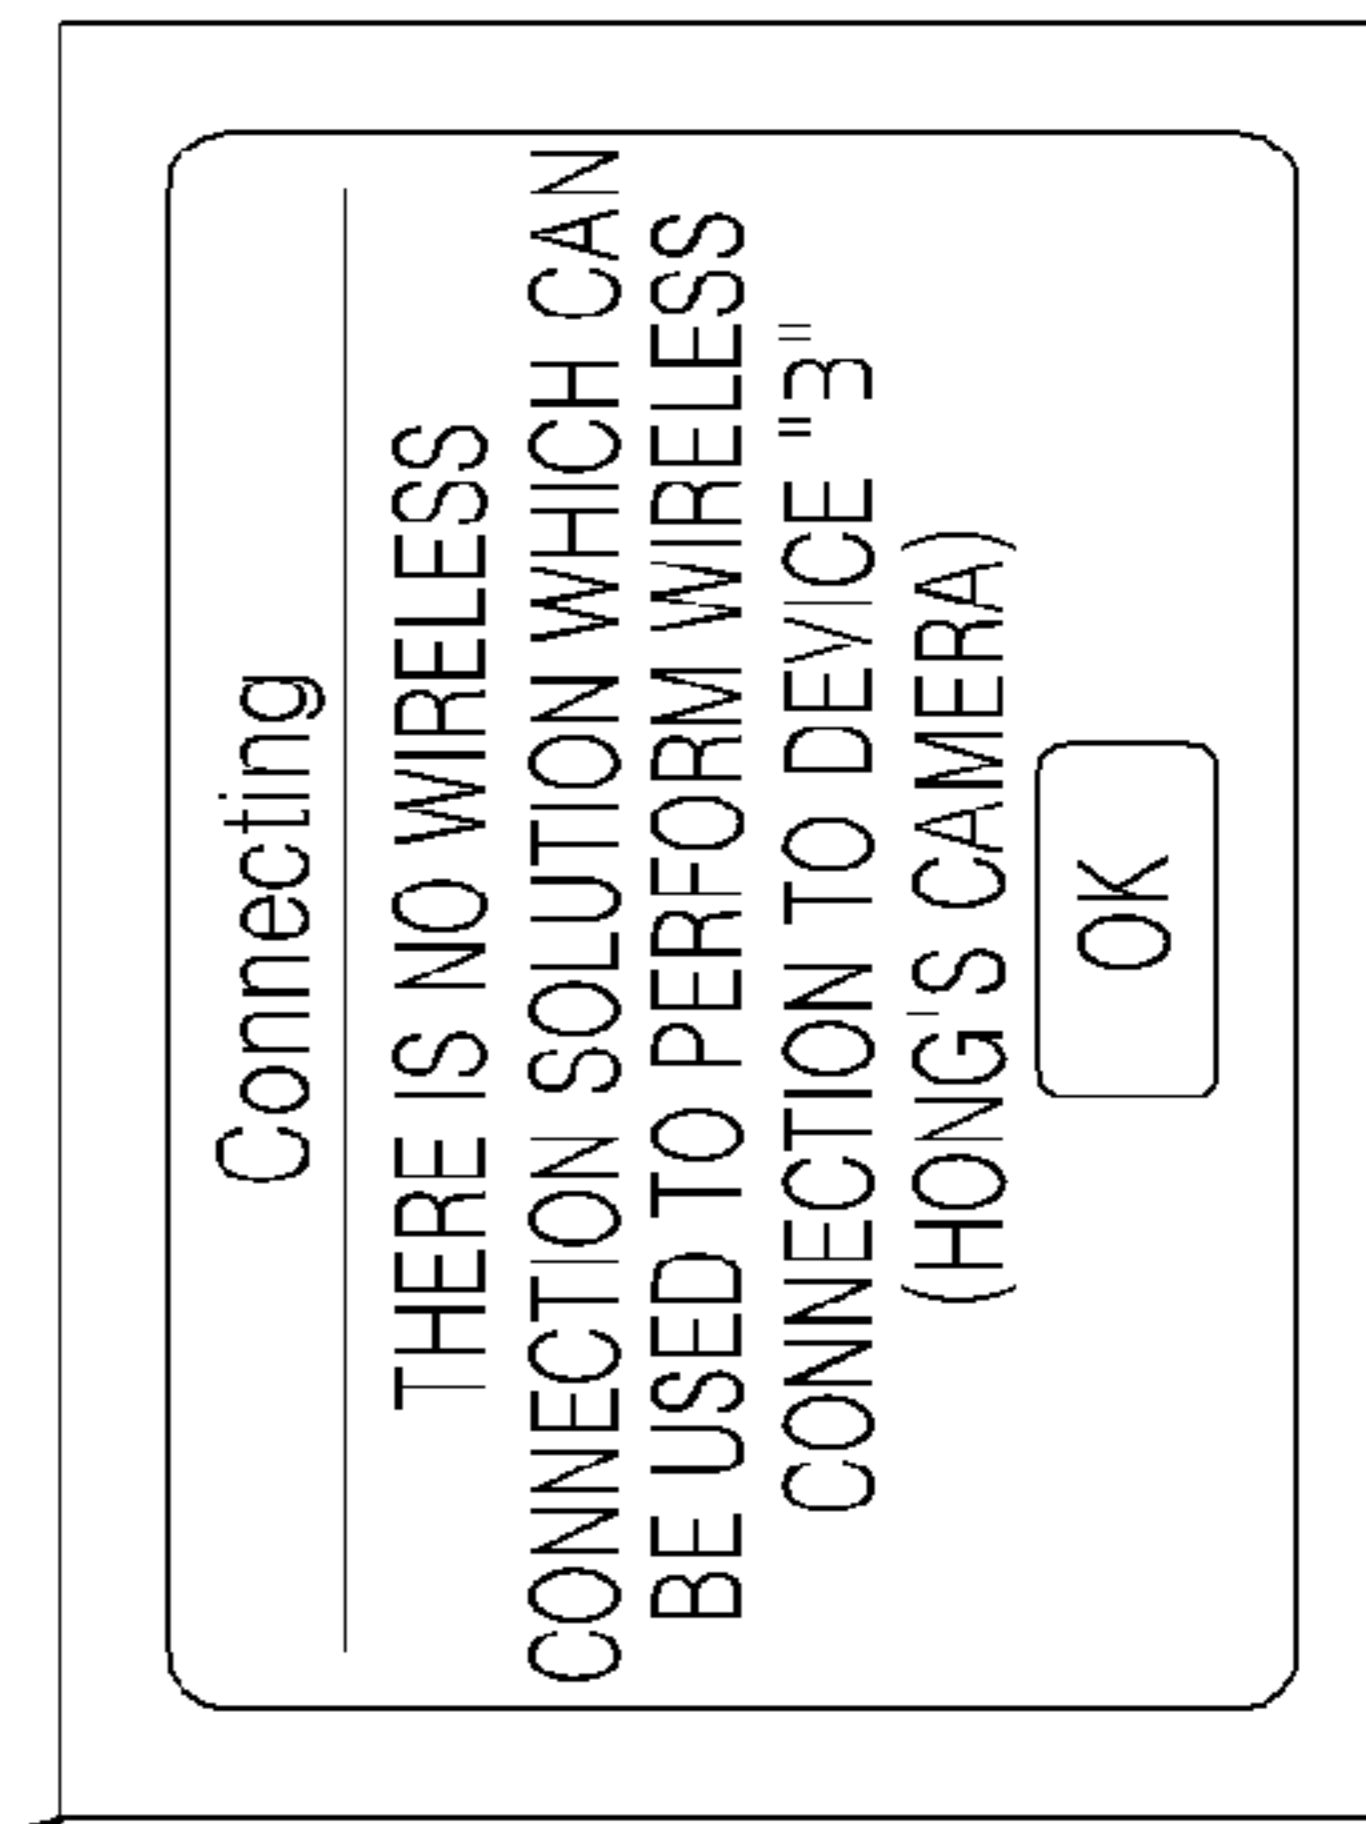 Connecting
THERE IS NO WIRELESS
CONNECTION SOLUTION WHICH CAN
BE USED TO PERFORM WIRELESS
CONNECTION TO DEVICE "3"
(HONG'S CAMERA)
OK